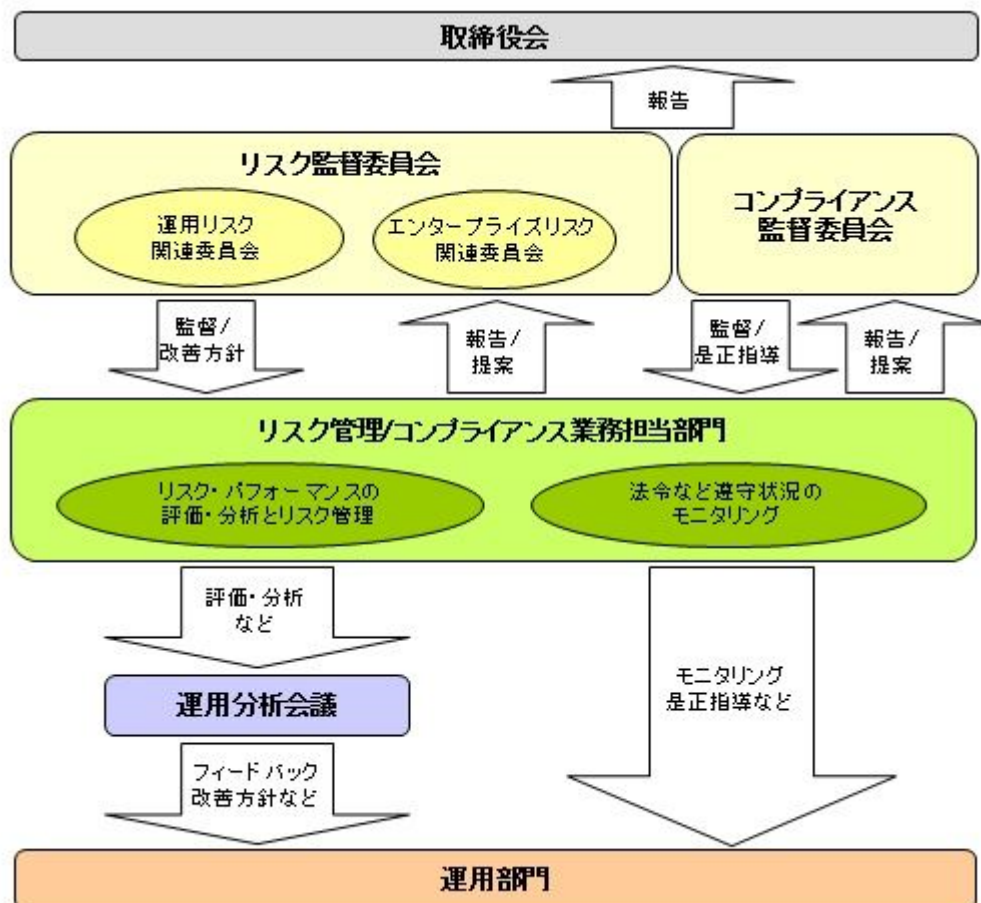 取締役会
報告
リスク監督委員会
運用リスク
関連委員会
エンタープライズリスク
関連委員会
コンプライアンス
監督委員会
監督/
改善方針
報告/
提案
監督/
是正指導
報告/
提案
リスク管理/コンプライアンス業務担当部門
リスク・パフォーマンスの
評価・分析とリスク管理
法令など遵守状況の
モニタリング
評価・分析
など
運用分析会議
モニタリング
是正指導など
フィードバック
改善方針など
運用部門